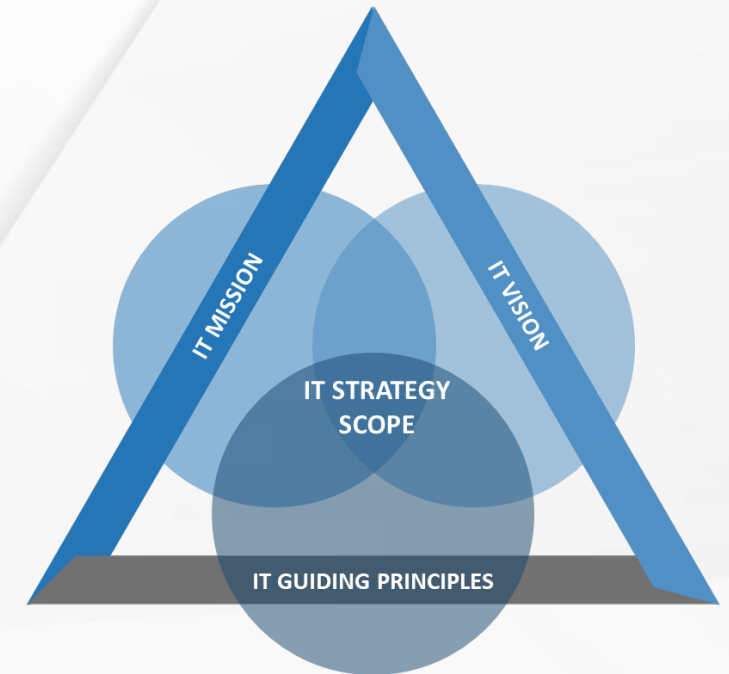 IT MISSION
IT VISION
IT STRATEGY
SCOPE
IT GUIDING PRINCIPLES